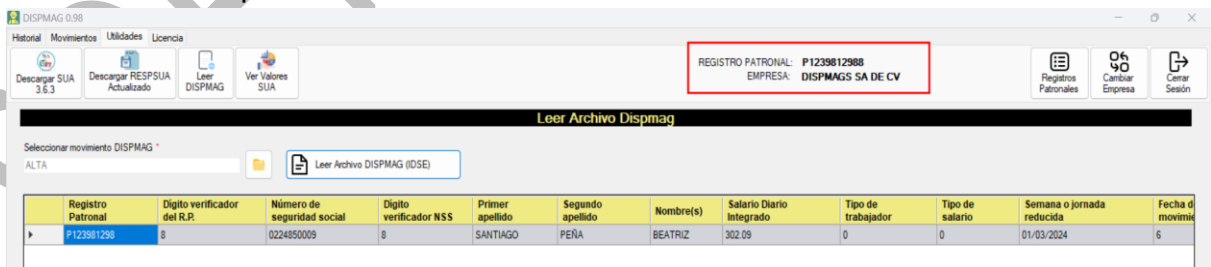 DISPMAG 0.98
Historial Movimientos Utilidades Licencia
Descargar SUA 3.6.3
Descargar RESPSUA Actualizado
Leer DISPMAG
Ver Valores SUA
REGISTRO PATRONAL: P1239812988
EMPRESA: DISPMAGS SA DE CV
Registros Patronales
Cambiar Empresa
Cerrar Sesión
Leer Archivo Dispmag
Seleccionar movimiento DISPMAG *
ALTA
Leer Archivo DISPMAG (IDSE)
Registro Patronal Digito verificador del R.P. Número de seguridad social Digito verificador NSS Primer apellido Segundo apellido Nombre(s) Salario Diario Integrado Tipo de trabajador Tipo de salario Semana o jornada reducida Fecha d movimie
P123981298 8 0224850009 8 SANTIAGO PEÑA BEATRIZ 302.09 0 0 01/03/2024 6